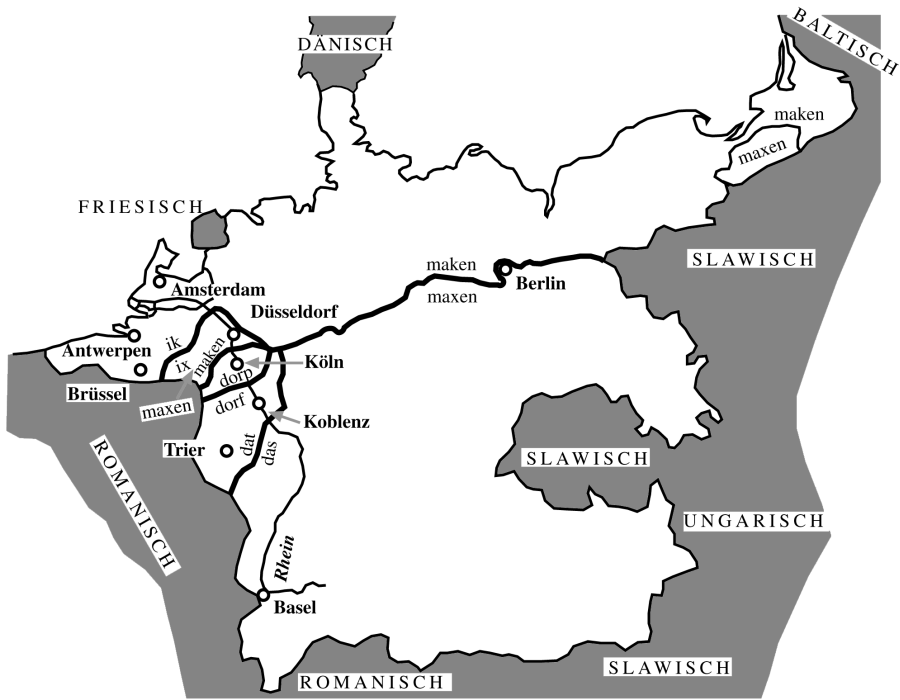 DÄNISCH
BALTISCH
maken
maxen
FRIESISCH
SLAWISCH
maken
maxen
Berlin
Amsterdam
Düsseldorf
Antwerpen
ik
ix
maken
Köln
Brüssel
dorp
maxen
dorf
Koblenz
Trier
dat
das
ROMANISCH
SLAWISCH
UNGARISCH
Rhein
Basel
SLAWISCH
ROMANISCH